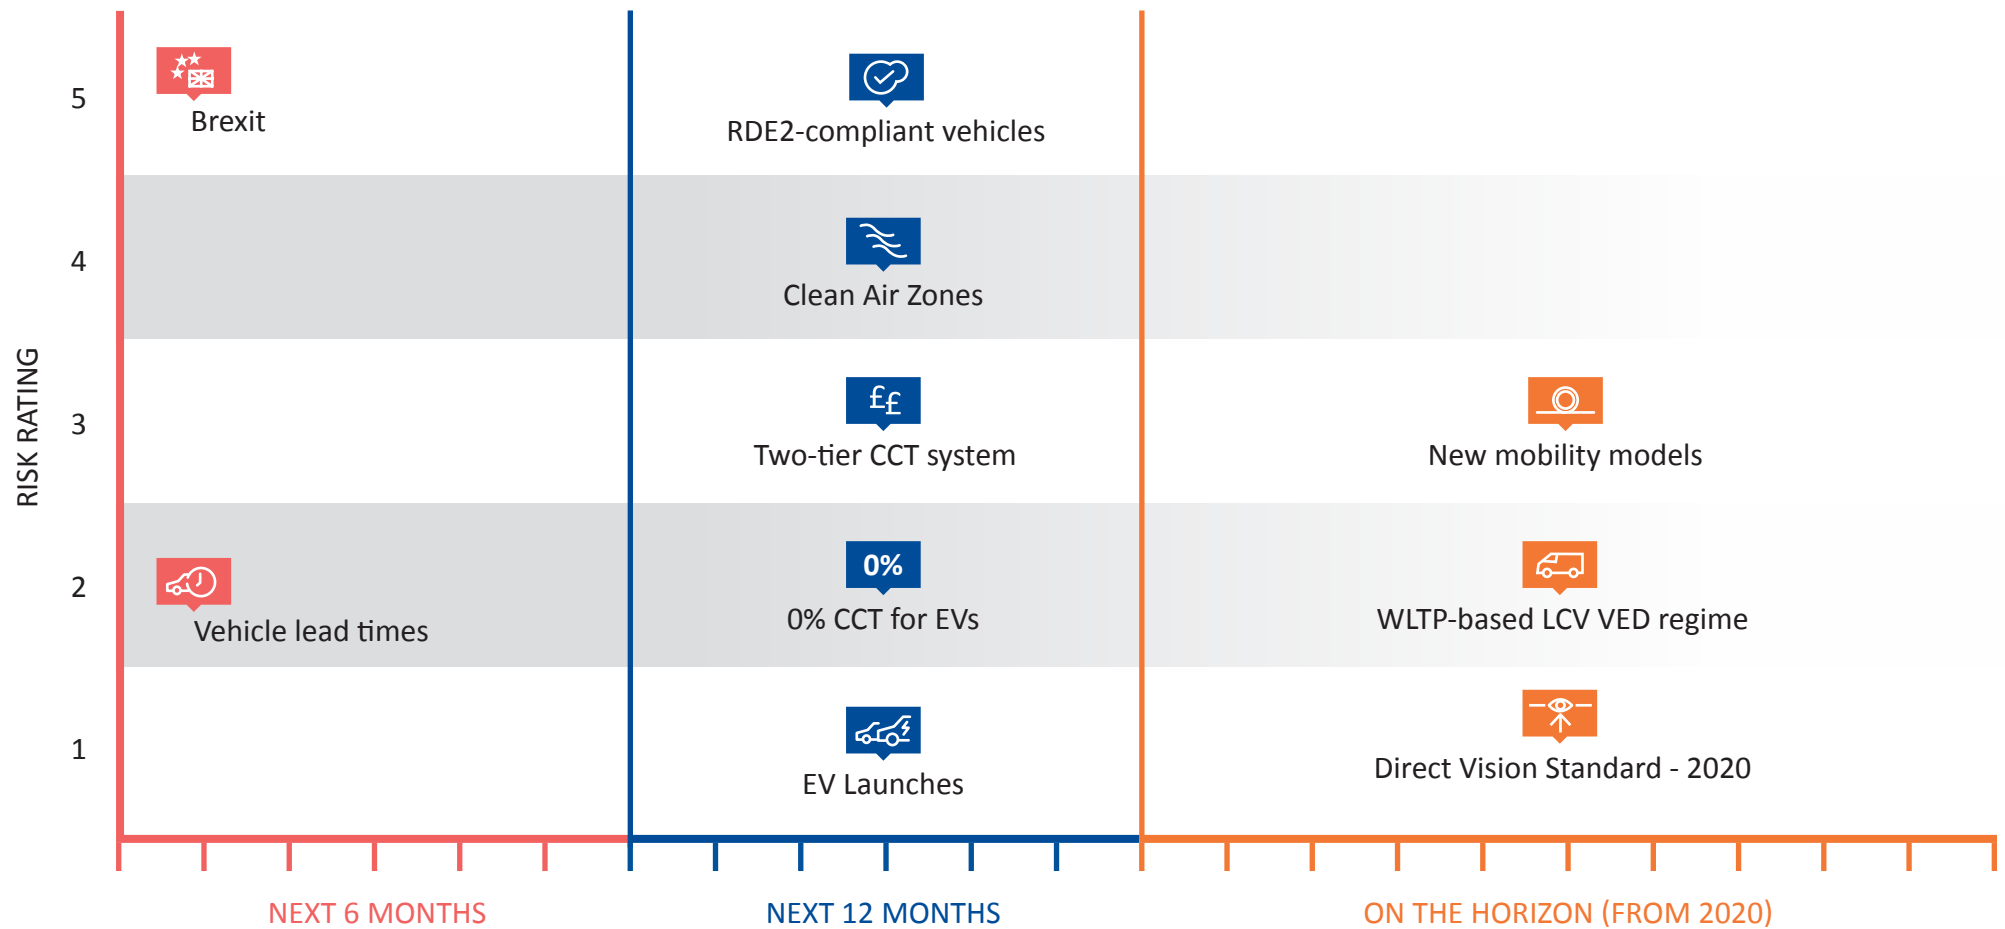 RISK RATING
5
Brexit
RDE2-compliant vehicles
4
Clean Air Zones
3
££
Two-tier CCT system
New mobility models
2
0%
Vehicle lead times
0% CCT for EVs
WLTP-based LCV VED regime
1
EV Launches
Direct Vision Standard - 2020
NEXT 6 MONTHS
NEXT 12 MONTHS
ON THE HORIZON (FROM 2020)